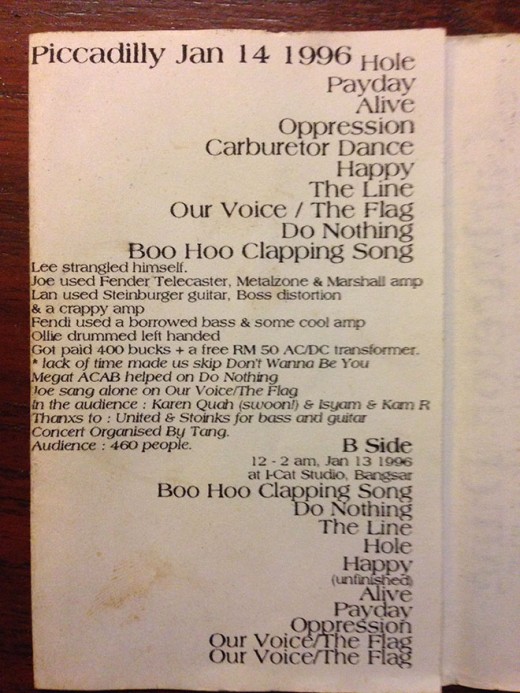 Piccadilly Jan 14 1996
Hole
Payday
Alive
Oppression
Carburetor Dance
Happy
The Line
Our Voice / The Flag
Do Nothing
Boo Hoo Clapping Song
Lee strangled himself.
Joe used Fender Telecaster, Metalzone & Marshall amp
Lan used Steinburger guitar, Boss distortion
& a crappy amp
Fendi used a borrowed bass & some cool amp
Ollie drummed left handed
Got paid 400 bucks + a free RM 50 AC/DC transformer.
* lack of time made us skip Don't Wanna Be You
Megat ACAB helped on Do Nothing
Joe sang alone on Our Voice/The Flag
In the audience : Karen Quah (swoon!) & Isyam & Kam R
Thanxs to : United & Stoinks for bass and guitar
Concert Organised By Tang.
Audience : 460 people.
B Side
12 - 2 am, Jan 13 1996
at I-Cat Studio, Bangsar
Boo Hoo Clapping Song
Do Nothing
The Line
Hole
Happy
(unfinished)
Alive
Payday
Oppression
Our Voice/The Flag
Our Voice/The Flag